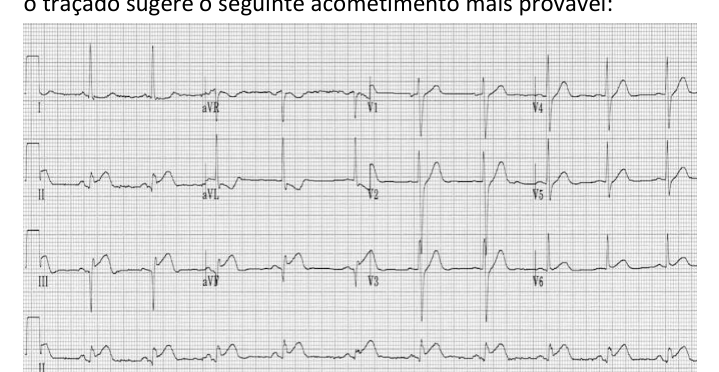 o traçado sugere o seguinte acometimento mais provável:
I aVR V1 V4
II aVL V2 V5
III aVF V3 V6
II